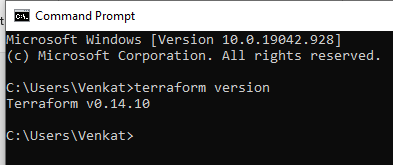 Command Prompt
Microsoft Windows [Version 10.0.19042.928]
(c) Microsoft Corporation. All rights reserved.
C:\Users\Venkat>terraform version
Terraform v0.14.10
C:\Users\Venkat>